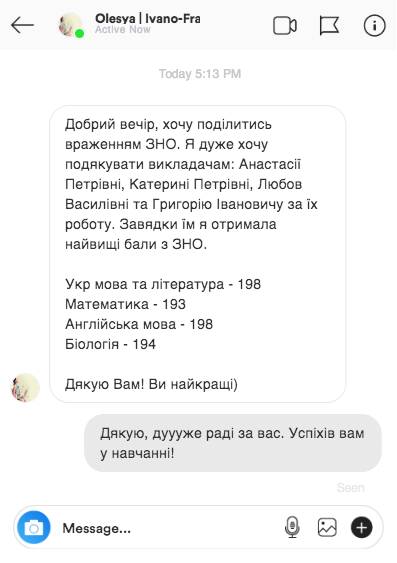 Olesya | Ivano-Fra
Active Now
Today 5:13 PM
Добрий вечір, хочу поділитись
враженням ЗНО. Я дуже хочу
подякувати викладачам: Анастасії
Петрівні, Катерині Петрівні, Любов
Василівні та Григорію Івановичу за їх
роботу. Завядки їм я отримала
найвищі бали з ЗНО.
Укр мова та література - 198
Математика - 193
Англійська мова - 198
Біологія - 194
Дякую Вам! Ви найкращі)
Дякую, дуууже раді за вас. Успіхів вам
у навчанні!
Seen
Message...